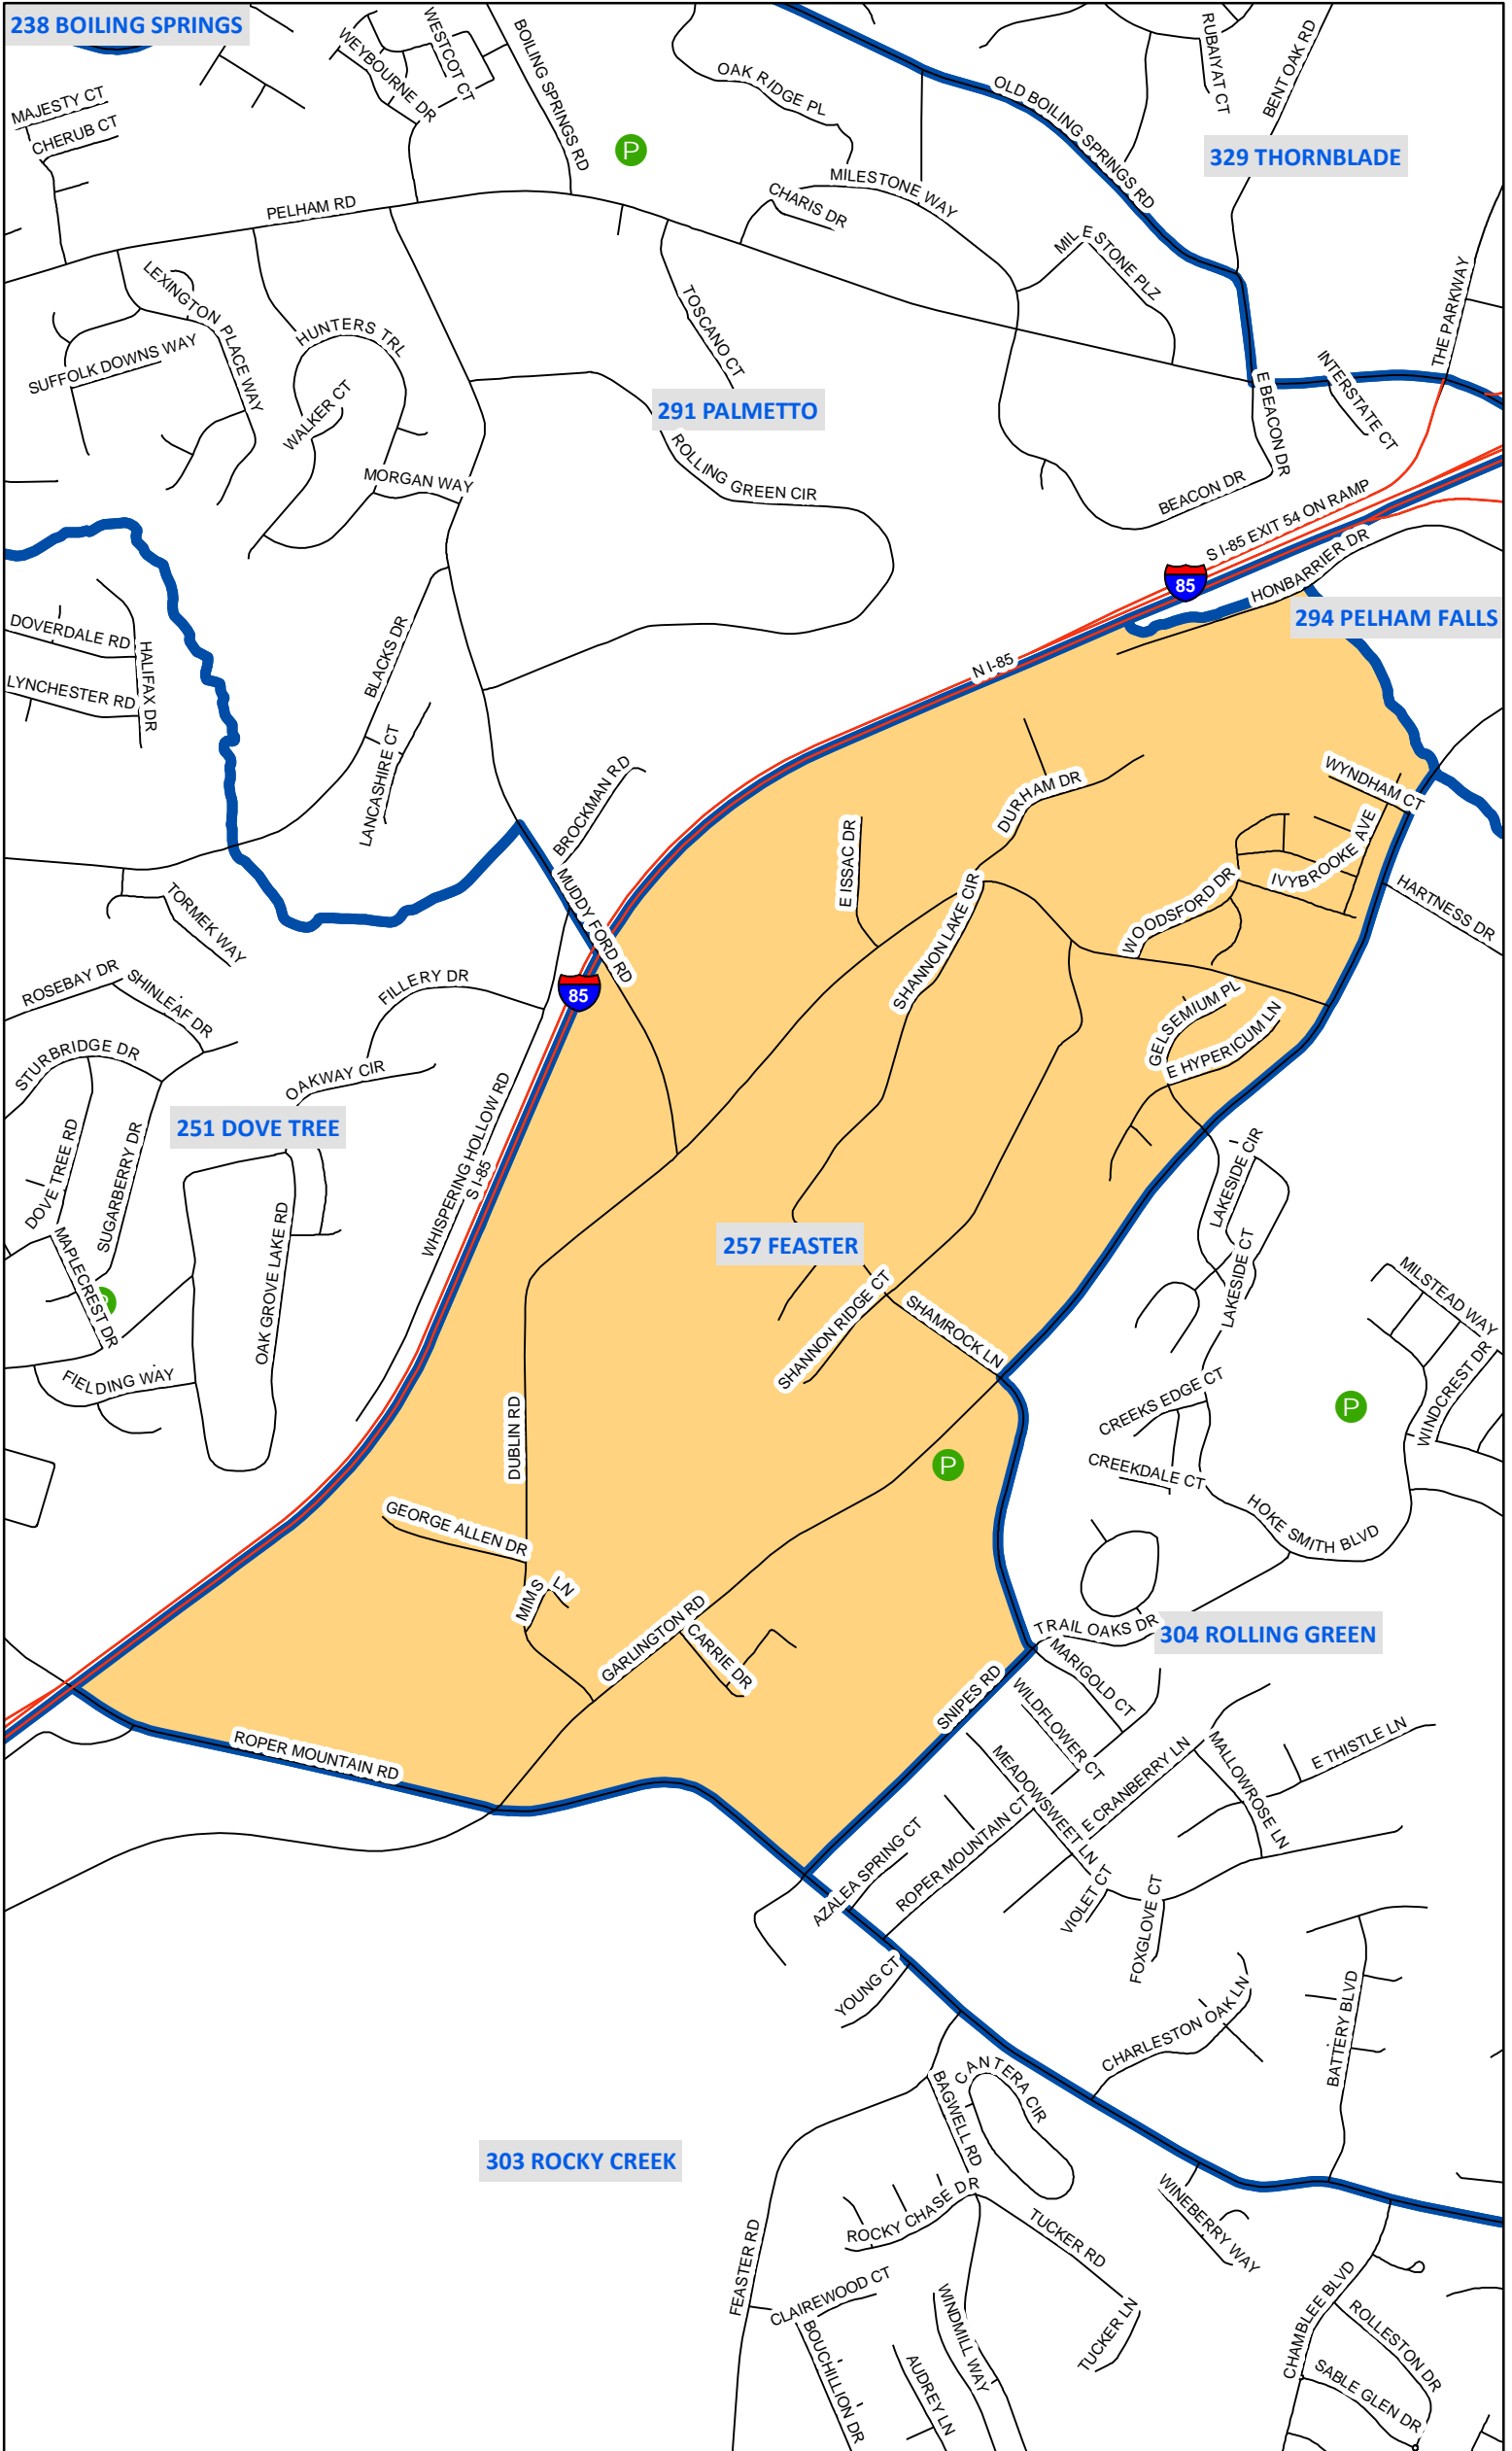 238 BOILING SPRINGS
MAJESTY CT
CHERUB CT
WEYBOURNE DR
WESTCOT CT
BOILING SPRINGS RD
P
OAK RIDGE PL
OLD BOILING SPRINGS RD
RUBAIYAT CT
BENT OAK RD
329 THORNBLADE
PELHAM RD
CHARIS DR
MILESTONE WAY
MILESTONE PLZ
THE PARKWAY
LEXINGTON PLACE WAY
SUFFOLK DOWNS WAY
HUNTERS TRL
WALKER CT
MORGAN WAY
TOSCANO CT
291 PALMETTO
ROLLING GREEN CIR
E BEACON DR
INTERSTATE CT
BEACON DR
S I-85 EXIT 54 ON RAMP
HONBARRIER DR
85
294 PELHAM FALLS
DOVERDALE RD
LYNCHESTER RD
HALIFAX DR
BLACKS DR
LANCASHIRE CT
N I-85
BROCKMAN RD
MUDDY FORD RD
E ISSAC DR
DURHAM DR
WYNDHAM CT
IVYBROOKE AVE
WOODSFORD DR
HARTNESS DR
SHANNON LAKE CIR
TORMEK WAY
ROSEBAY DR
SHINLEAF DR
FILLERY DR
85
STURBRIDGE DR
OAKWAY CIR
GELSEMIUM PL
E HYPERICUM LN
251 DOVE TREE
DOVE TREE RD
SUGARBERRY DR
WHISPERING HOLLOW RD
S I-85
LAKESIDE CIR
LAKESIDE CT
257 FEASTER
MAPLECREST DR
OAK GROVE LAKE RD
SHANNON RIDGE CT
SHAMROCK LN
MILSTEAD WAY
WINDCREST DR
FIELDING WAY
CREEKS EDGE CT
P
DUBLIN RD
P
CREEKDALE CT
HOKE SMITH BLVD
GEORGE ALLEN DR
MIMS LN
GARLINGTON RD
CARRIE DR
TRAIL OAKS DR
304 ROLLING GREEN
MARIGOLD CT
SNIPES RD
WILDFLOWER CT
ROPER MOUNTAIN RD
MEADOWSWEET LN
E CRANBERRY LN
MALLOWROSE LN
E THISTLE LN
AZALEA SPRING CT
ROPER MOUNTAIN CT
VIOLET CT
FOXGLOVE CT
YOUNG CT
CHARLESTON OAK LN
BATTERY BLVD
CANTERA CIR
BAGWELL RD
303 ROCKY CREEK
ROCKY CHASE DR
TUCKER RD
WINEBERRY WAY
FEASTER RD
CLAIREWOOD CT
BOUCHILLION DR
WINDMILL WAY
AUDREY LN
TUCKER LN
CHAMBLEE BLVD
ROLLESTON DR
SABLE GLEN DR